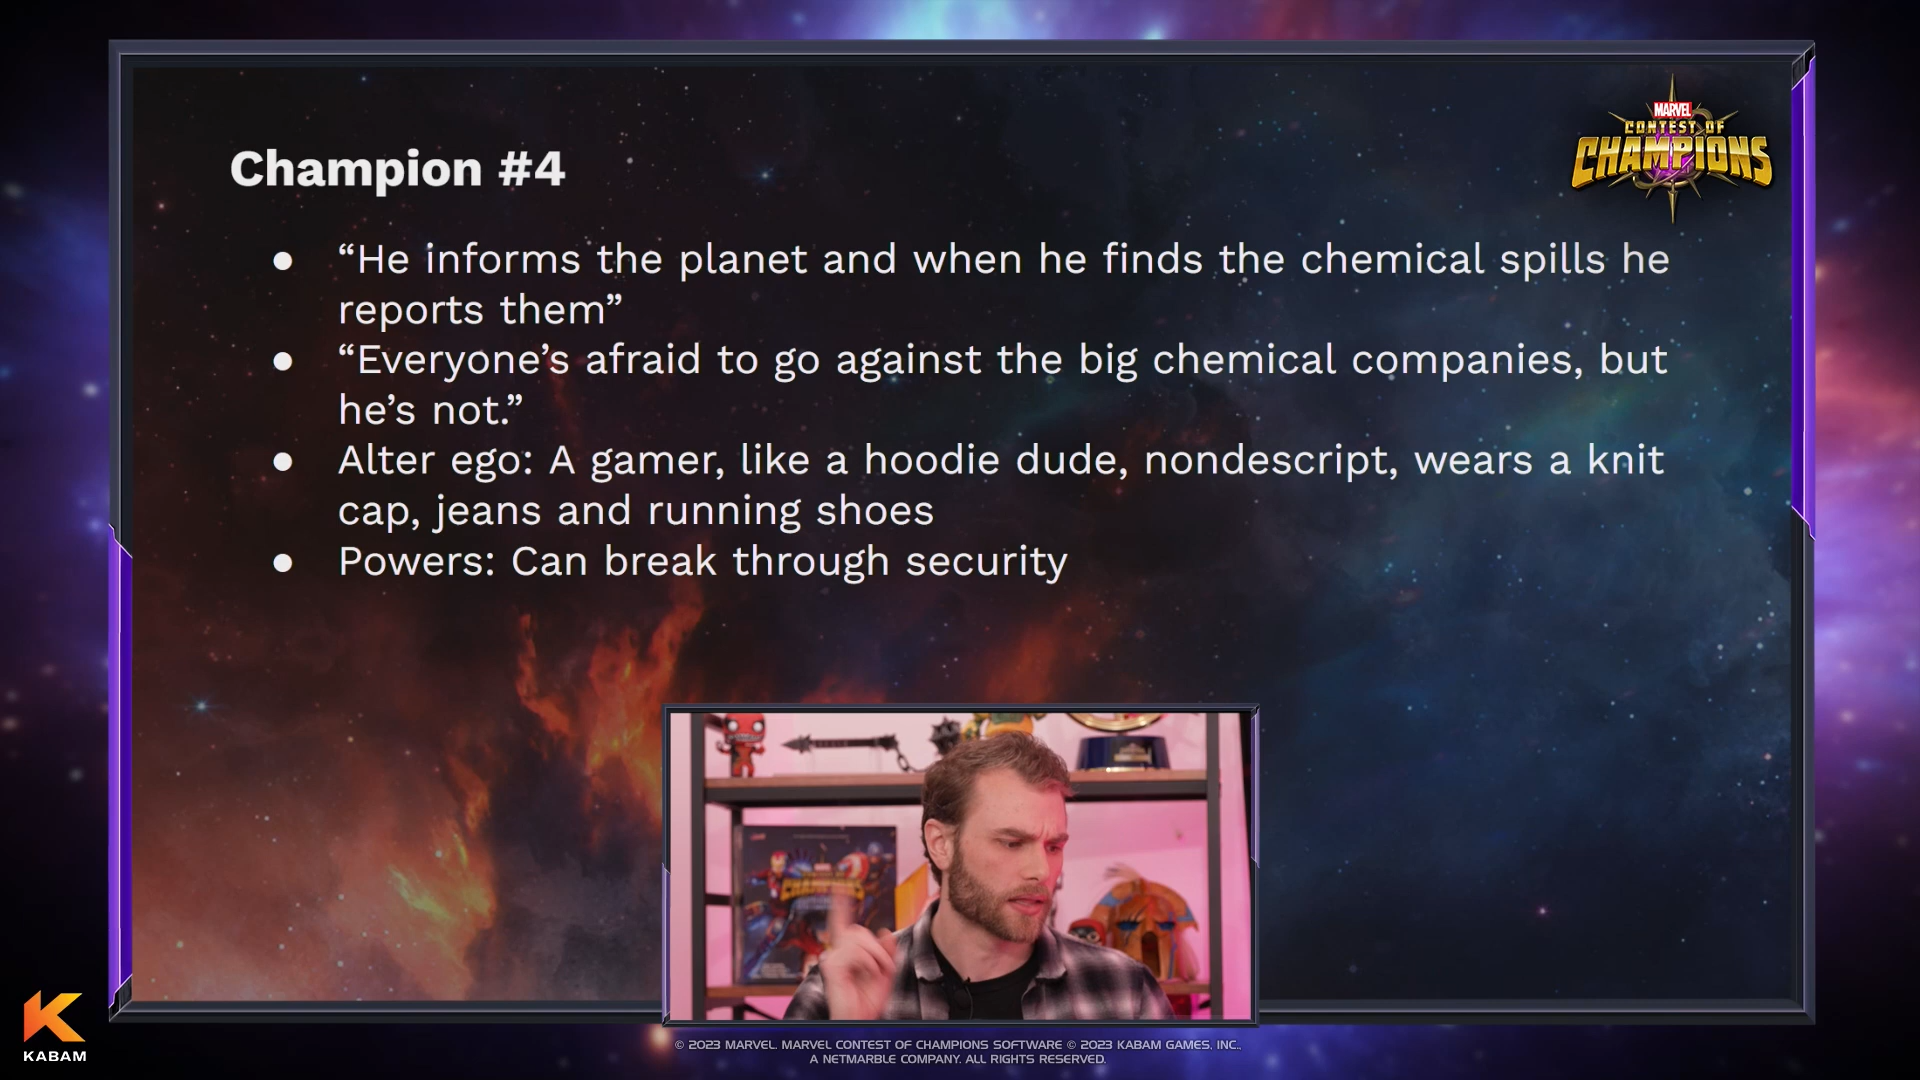 MARVEL
CONTEST OF
CHAMPIONS
Champion #4
● “He informs the planet and when he finds the chemical spills he
reports them”
● “Everyone’s afraid to go against the big chemical companies, but
he’s not.”
● Alter ego: A gamer, like a hoodie dude, nondescript, wears a knit
cap, jeans and running shoes
● Powers: Can break through security
CHAMPIONS
KABAM
© 2023 MARVEL. MARVEL CONTEST OF CHAMPIONS SOFTWARE © 2023 KABAM GAMES, INC.,
A NETMARBLE COMPANY. ALL RIGHTS RESERVED.